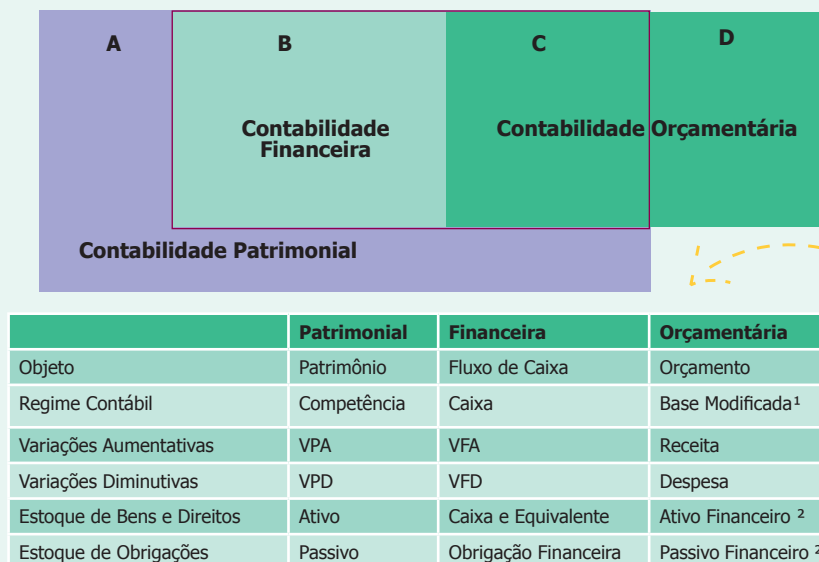 A B C D
Contabilidade
Financeira
Contabilidade Orçamentária
Contabilidade Patrimonial
Patrimonial Financeira Orçamentária
Objeto Patrimônio Fluxo de Caixa Orçamento
Regime Contábil Competência Caixa Base Modificada¹
Variações Aumentativas VPA VFA Receita
Variações Diminutivas VPD VFD Despesa
Estoque de Bens e Direitos Ativo Caixa e Equivalente Ativo Financeiro ²
Estoque de Obrigações Passivo Obrigação Financeira Passivo Financeiro ²